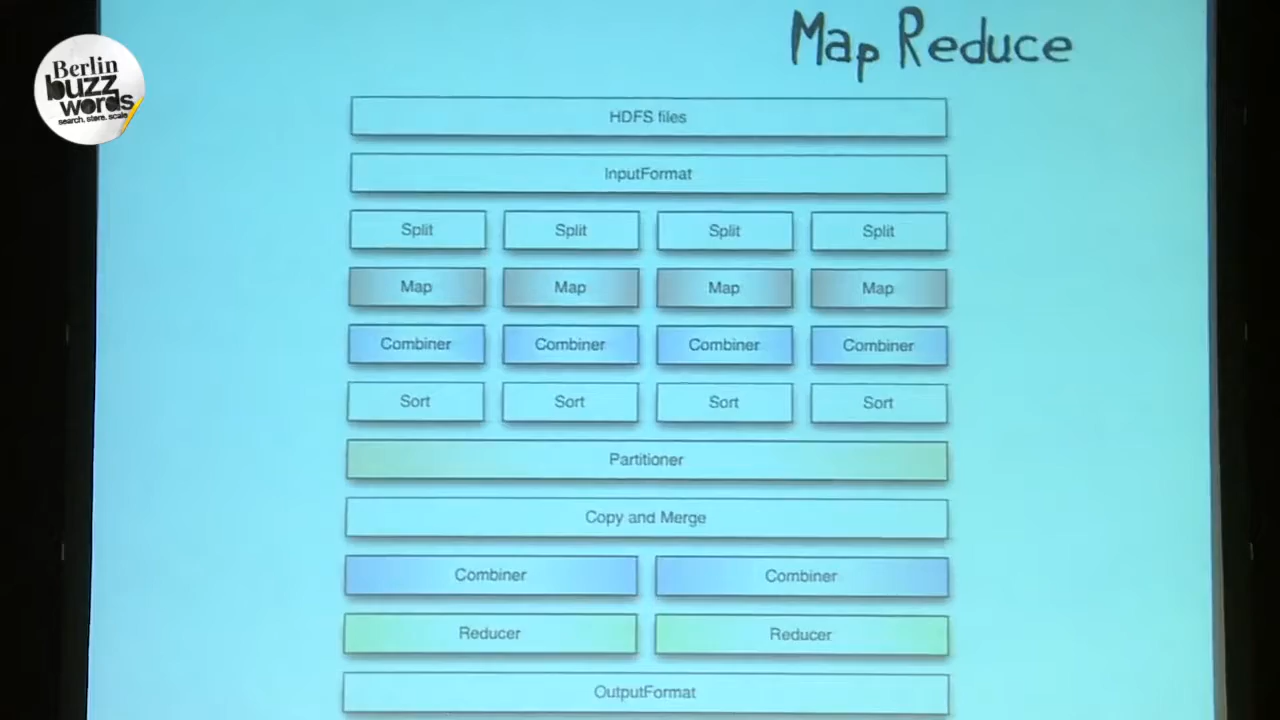 Map Reduce
Berlin
buzz
words
search. store. scale
HDFS files
InputFormat
Split Split Split Split
Map Map Map Map
Combiner Combiner Combiner Combiner
Sort Sort Sort Sort
Partitioner
Copy and Merge
Combiner Combiner
Reducer Reducer
OutputFormat